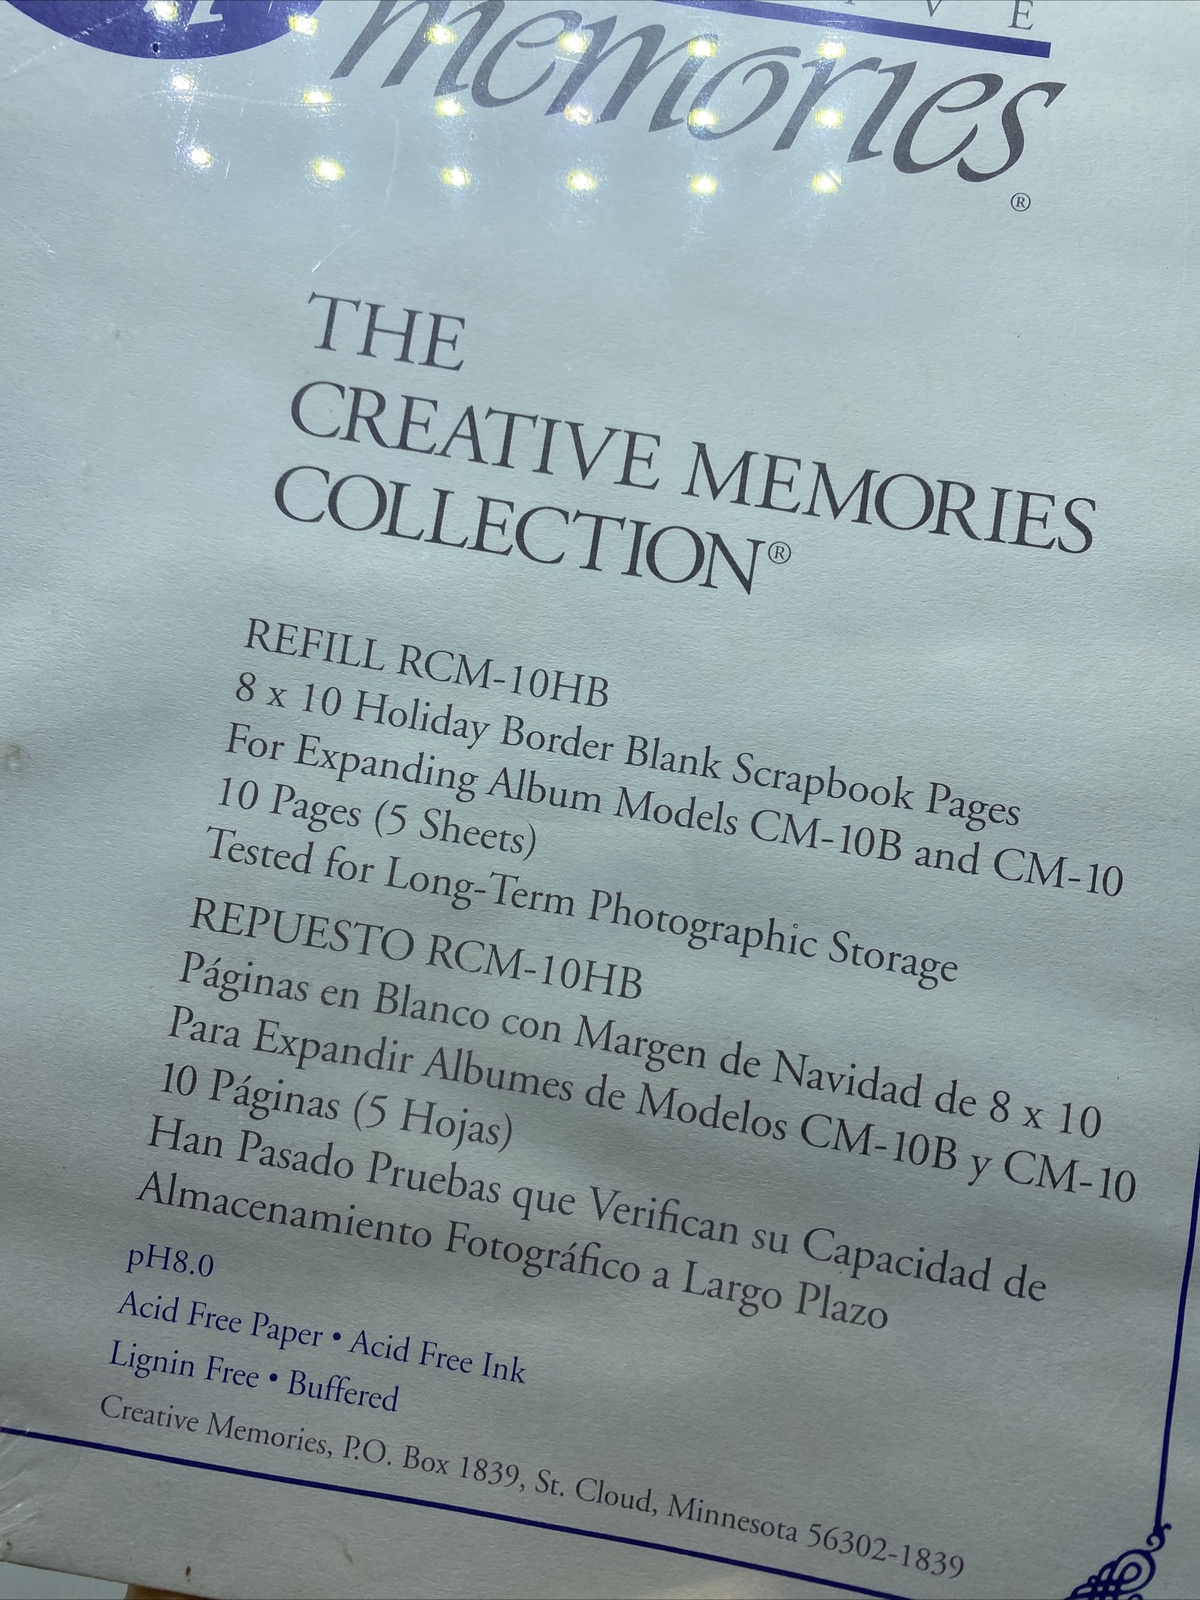 memories®
THE
CREATIVE MEMORIES
COLLECTION®
REFILL RCM-10HB
8 x 10 Holiday Border Blank Scrapbook Pages
For Expanding Album Models CM-10B and CM-10
10 Pages (5 Sheets)
Tested for Long-Term Photographic Storage
REPUESTO RCM-10HB
Páginas en Blanco con Margen de Navidad de 8 x 10
Para Expandir Albumes de Modelos CM-10B y CM-10
10 Páginas (5 Hojas)
Han Pasado Pruebas que Verifican su Capacidad de
Almacenamiento Fotográfico a Largo Plazo
pH8.0
Acid Free Paper • Acid Free Ink
Lignin Free • Buffered
Creative Memories, P.O. Box 1839, St. Cloud, Minnesota 56302-1839